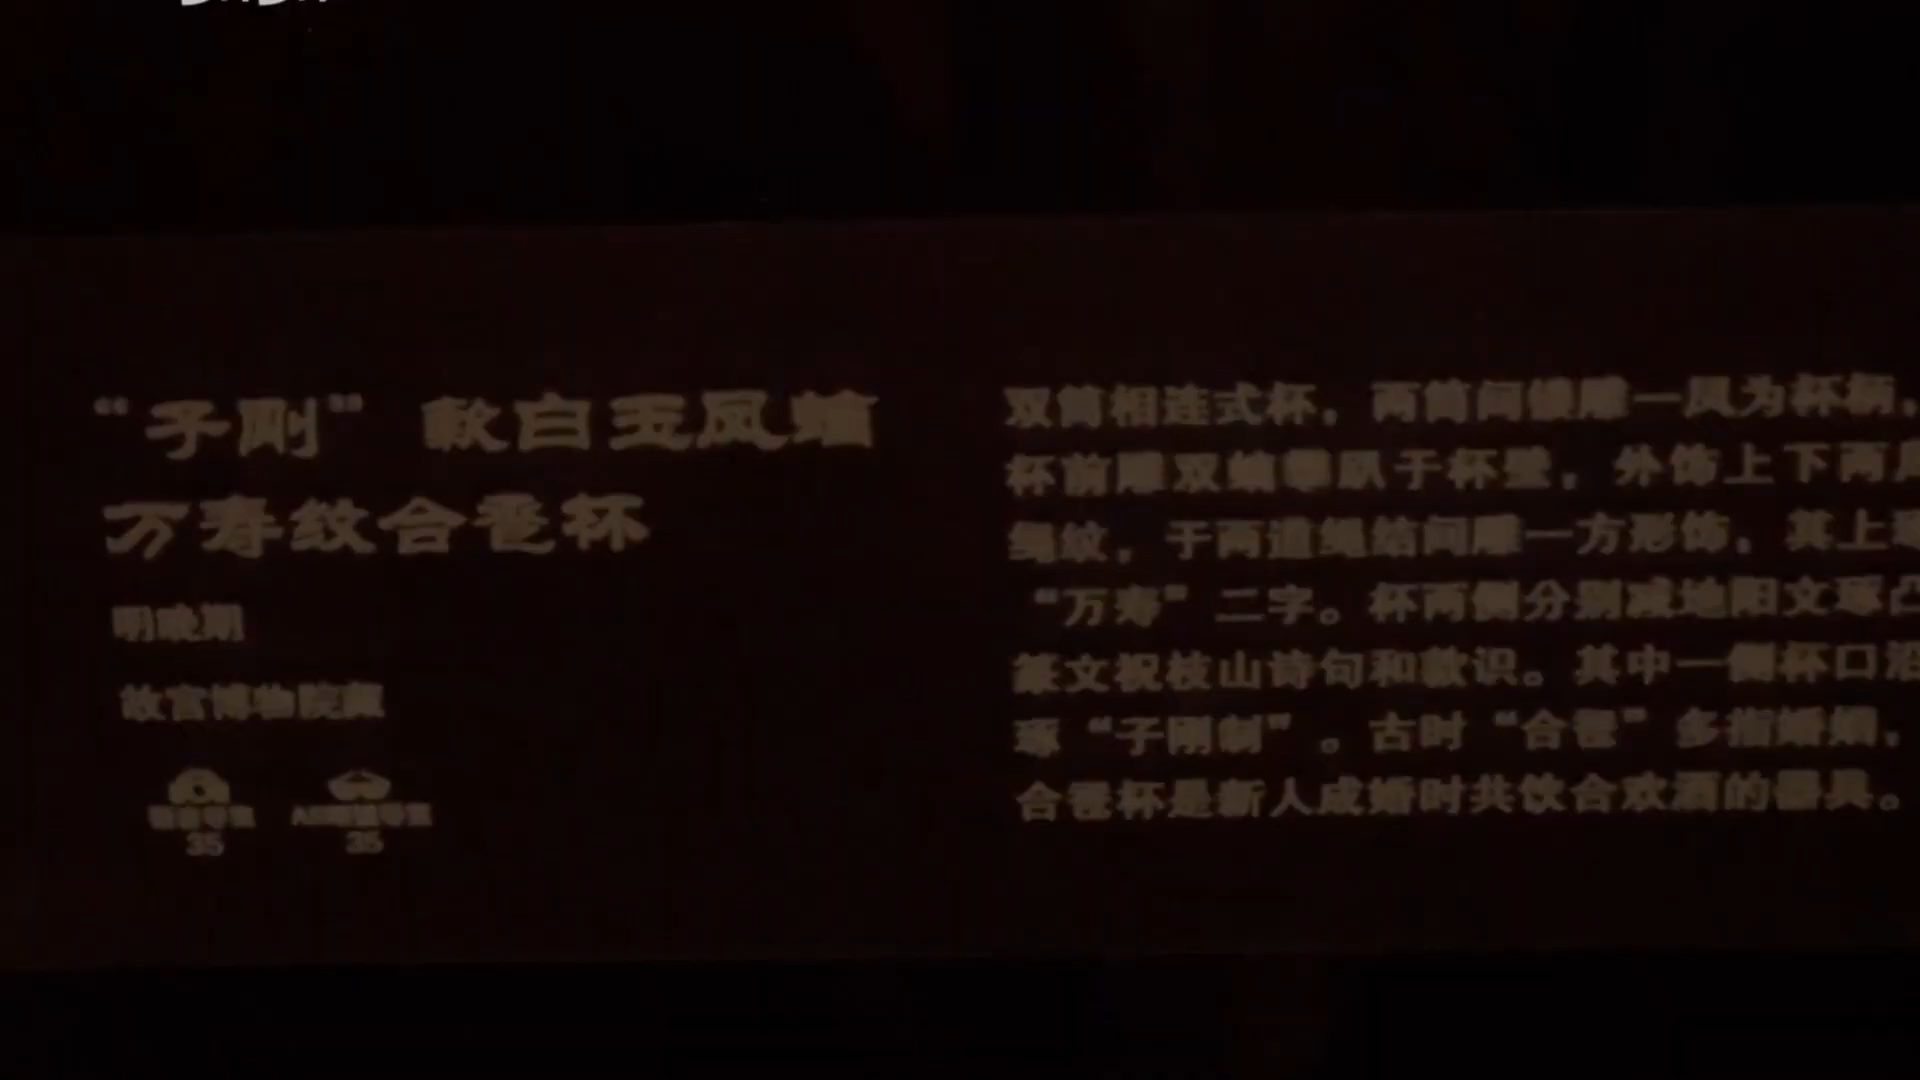 “子刚” 款白玉凤螭
万寿纹合卺杯
明晚期
故宫博物院藏
35
35
双筒相连式杯，两筒间镂雕一凤为杯柄，
杯前雕双螭攀趴于杯壁，外饰上下两
绳纹，于两道绳结间雕一方形饰，其上
“万寿” 二字。杯两侧分别减地阳文琢凸
篆文祝枝山诗句和款识。其中一侧杯口沿
琢 “子刚制”。古时 “合卺” 多指婚姻，
合卺杯是新人成婚时共饮合欢酒的器具。